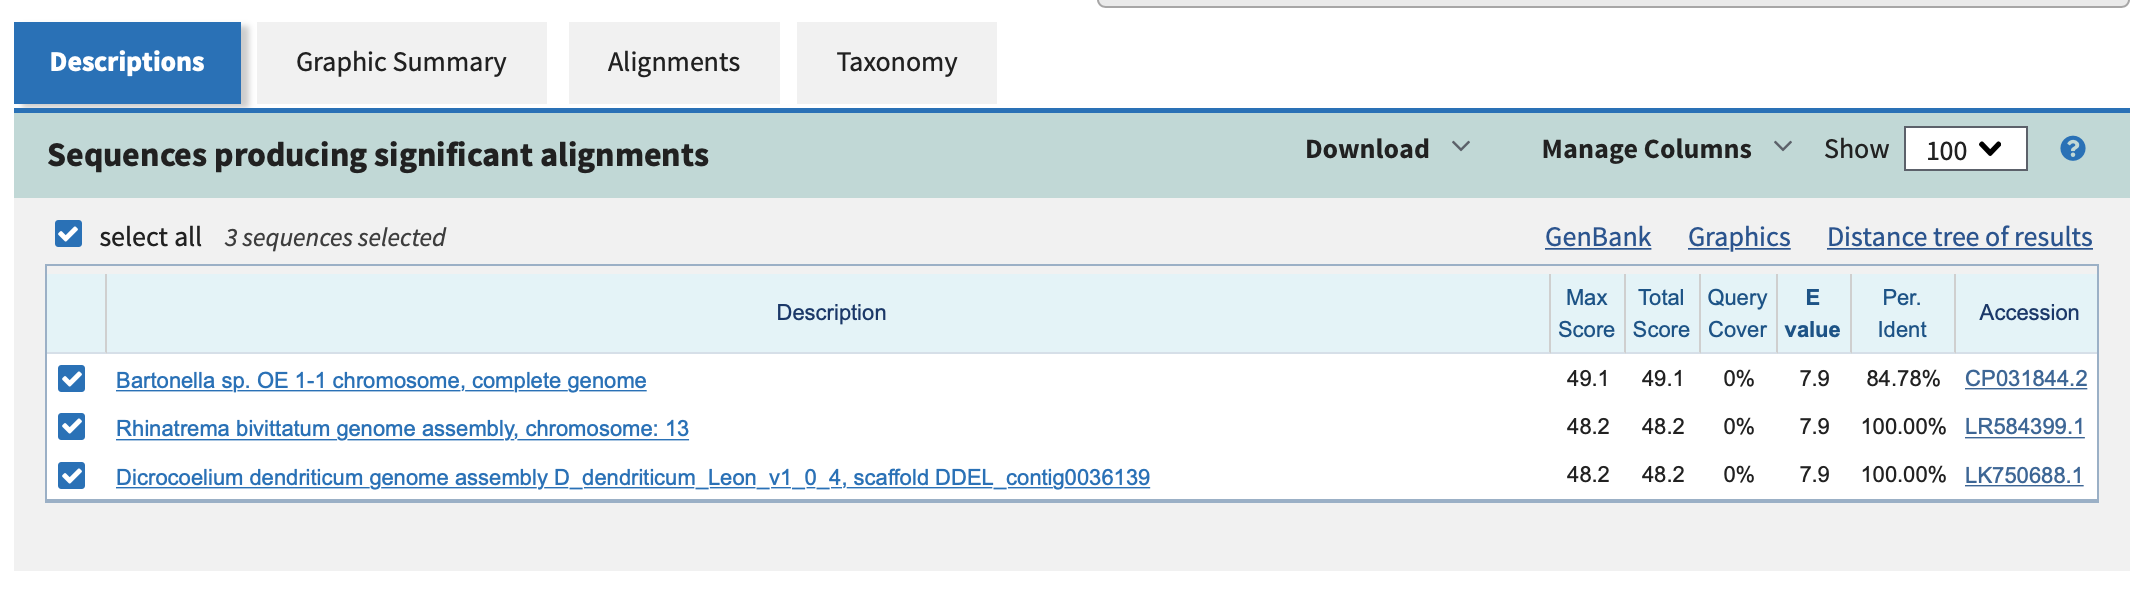 Descriptions Graphic Summary Alignments Taxonomy
Sequences producing significant alignments Download Manage Columns Show 100 ?
select all 3 sequences selected GenBank Graphics Distance tree of results
Description Max Score Total Score Query Cover E value Per. Ident Accession
Bartonella sp. OE 1-1 chromosome, complete genome 49.1 49.1 0% 7.9 84.78% CP031844.2
Rhinatrema bivittatum genome assembly, chromosome: 13 48.2 48.2 0% 7.9 100.00% LR584399.1
Dicrocoelium dendriticum genome assembly D_dendriticum_Leon_v1_0_4, scaffold DDEL_contig0036139 48.2 48.2 0% 7.9 100.00% LK750688.1